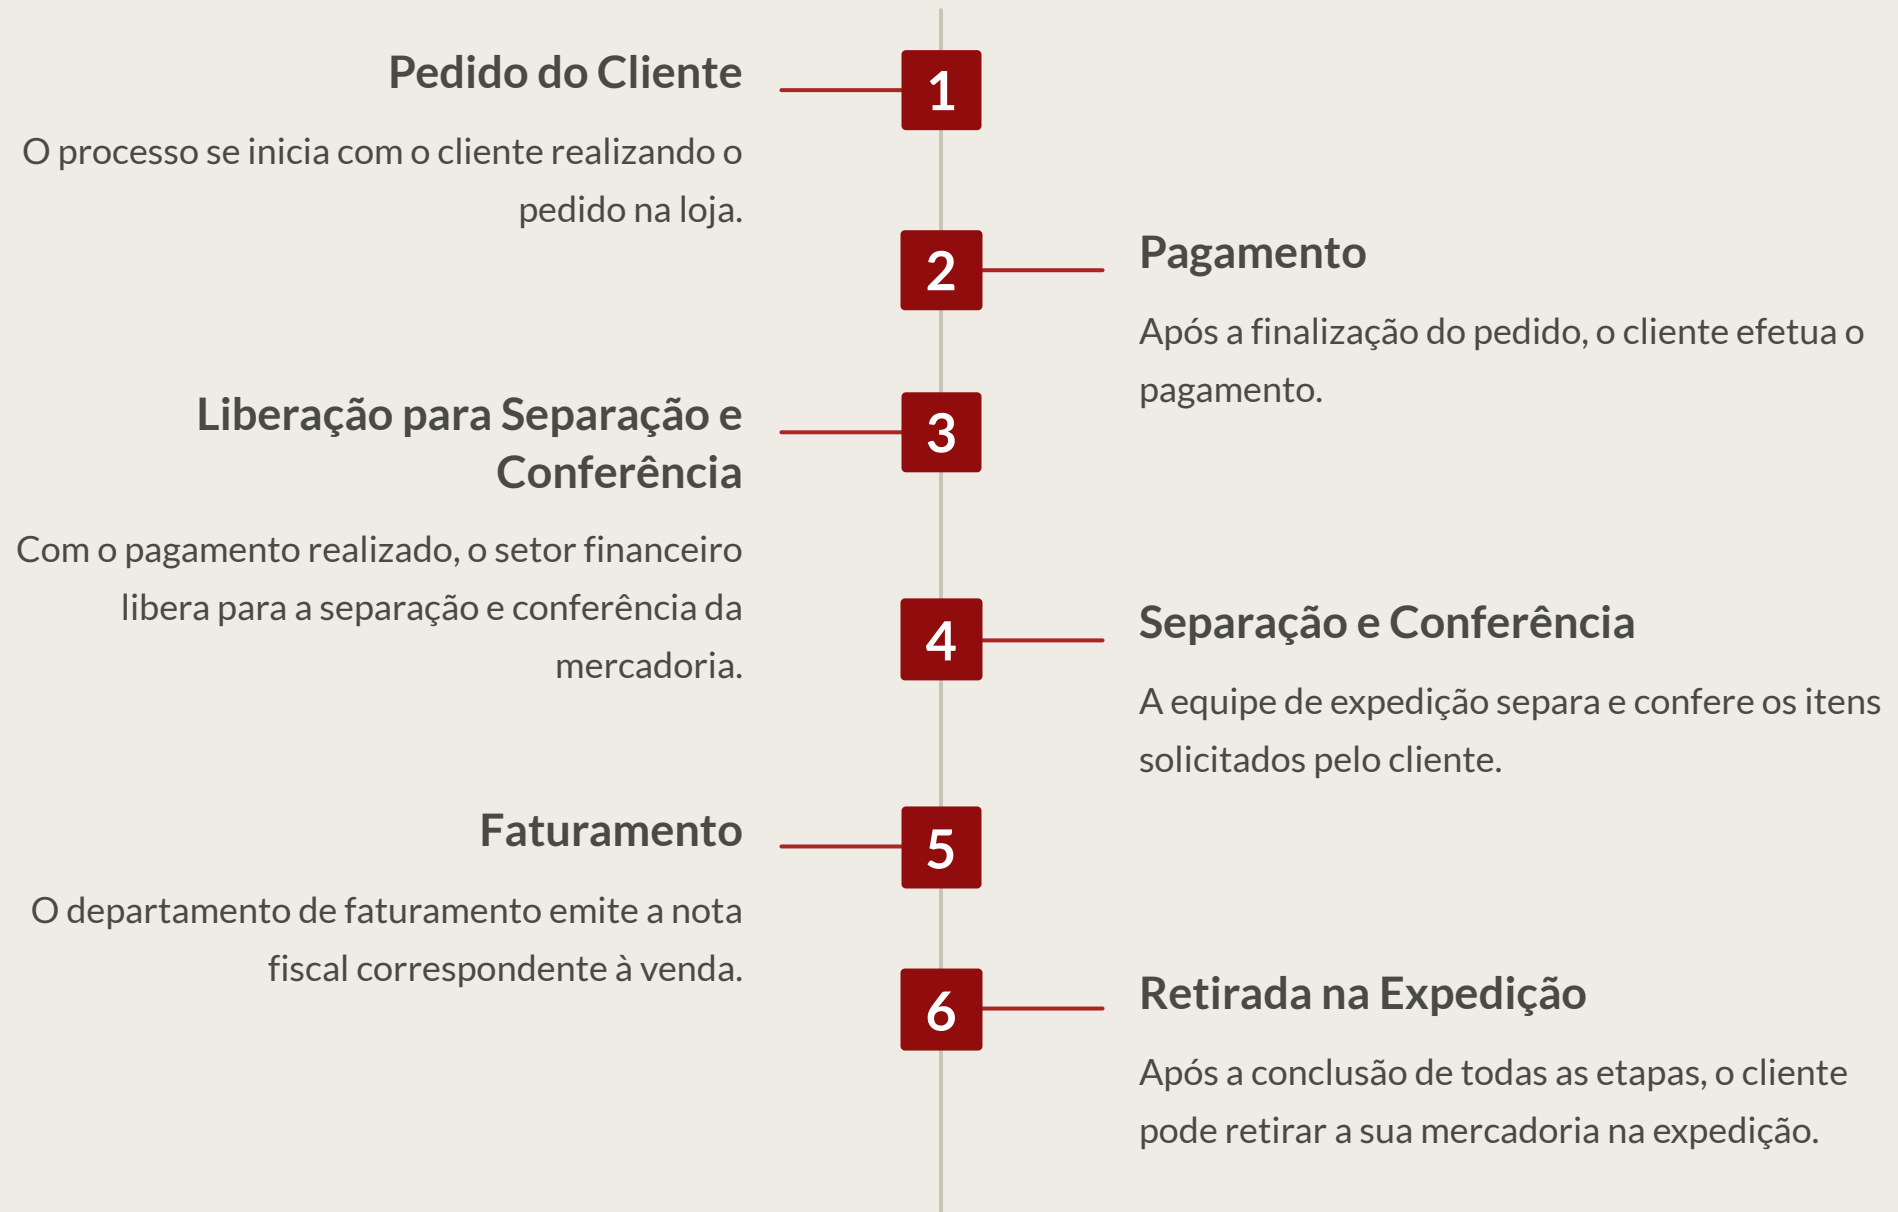 Pedido do Cliente
1
O processo se inicia com o cliente realizando o
pedido na loja.
2
Pagamento
Após a finalização do pedido, o cliente efetua o
pagamento.
Liberação para Separação e
Conferência
3
Com o pagamento realizado, o setor financeiro
libera para a separação e conferência da
mercadoria.
4
Separação e Conferência
A equipe de expedição separa e confere os itens
solicitados pelo cliente.
Faturamento
5
O departamento de faturamento emite a nota
fiscal correspondente à venda.
6
Retirada na Expedição
Após a conclusão de todas as etapas, o cliente
pode retirar a sua mercadoria na expedição.